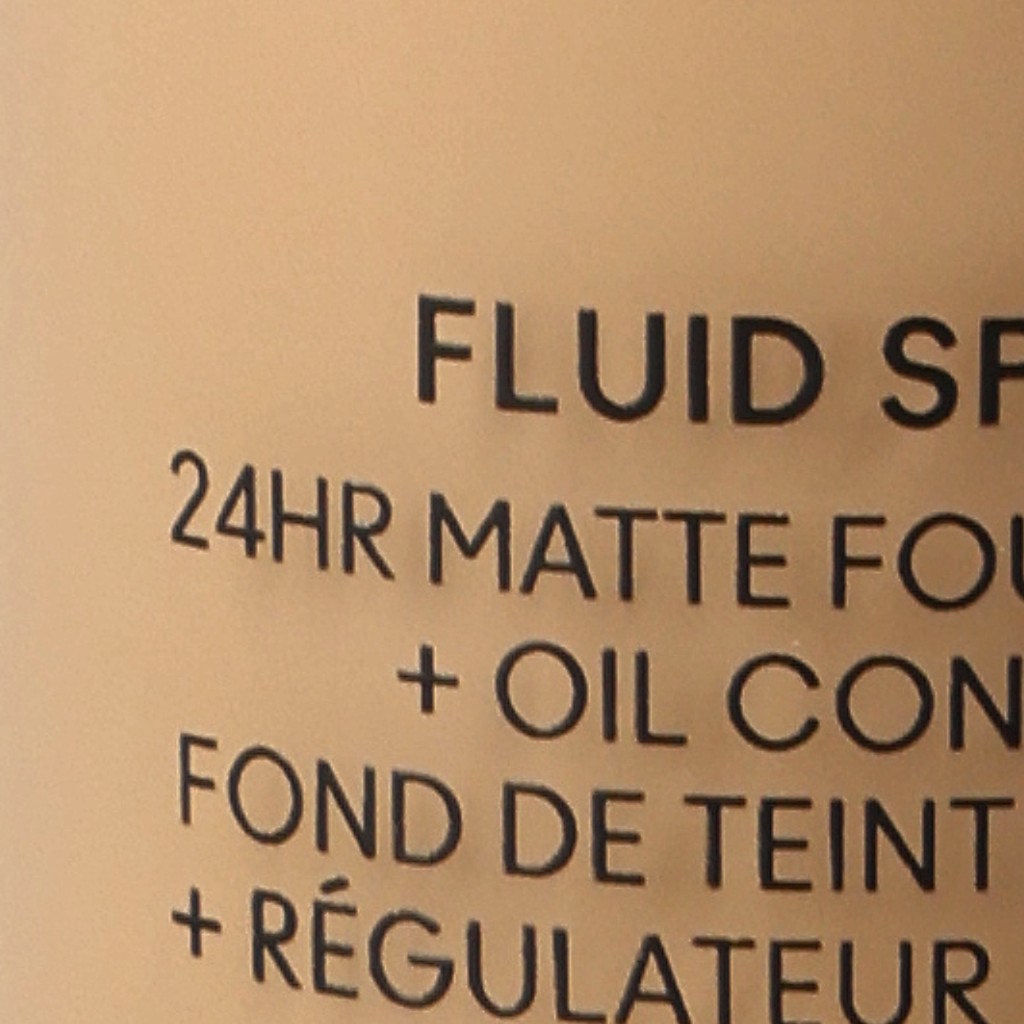 FLUID SP
24HR MATTE FOU
+ OIL CON
FOND DE TEINT
+ RÉGULATEUR